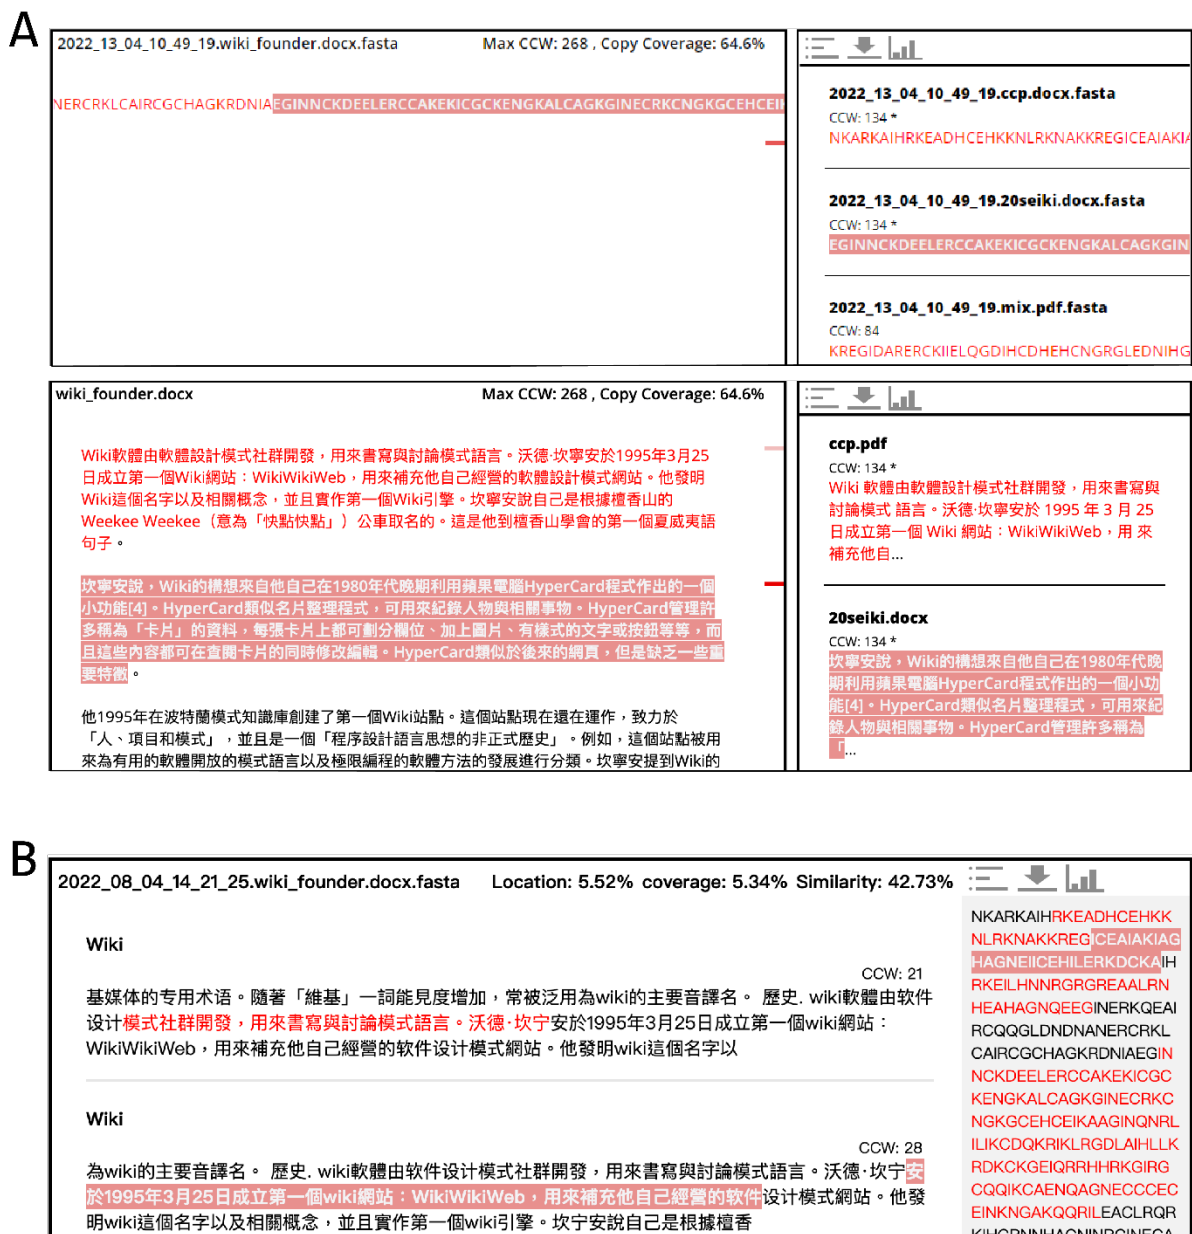 A
2022_13_04_10_49_19.wiki_founder.docx.fasta
Max CCW: 268 , Copy Coverage: 64.6%
NERCRKLCAIRCGCHAGKRDNIAEGINNCKDEELERCCAKEKICGCKENGKALCAGKGINECRKCNGKGCEHCEIK
2022_13_04_10_49_19.ccp.docx.fasta
CCW: 134 *
NKARKAIHRKEADHCEHKKNLRKNAKKREGICEAIAKIA
2022_13_04_10_49_19.20seiki.docx.fasta
CCW: 134 *
EGINNCKDEELERCCAKEKICGCKENGKALCAGKGIN
2022_13_04_10_49_19.mix.pdf.fasta
CCW: 84
KREGIDARERCKIIELQGDIHCDHEHCNGRGLEDNIHG
wiki_founder.docx
Max CCW: 268 , Copy Coverage: 64.6%
Wiki軟體由軟體設計模式社群開發，用來書寫與討論模式語言。沃德·坎寧安於1995年3月25
日成立第一個Wiki網站：WikiWikiWeb，用來補充他自己經營的軟體設計模式網站。他發明
Wiki這個名字以及相關概念，並且實作第一個Wiki引擎。坎寧安說自己是根據檀香山的
Weekee Weekee（意為「快點快點」）公車取名的。這是他到檀香山學會的第一個夏威夷語
句子。
坎寧安說，Wiki的構想來自他自己在1980年代晚期利用蘋果電腦HyperCard程式作出的一個
小功能[4]。HyperCard類似名片整理程式，可用來紀錄人物與相關事物。HyperCard管理許
多稱為「卡片」的資料，每張卡片上都可劃分欄位、加上圖片、有樣式的文字或按鈕等等，而
且這些內容都可在查閱卡片的同時修改編輯。HyperCard類似於後來的網頁，但是缺乏一些重
要特徵。
他1995年在波特蘭模式知識庫創建了第一個Wiki站點。這個站點現在還在運作，致力於
「人、項目和模式」，並且是一個「程序設計語言思想的非正式歷史」。例如，這個站點被用
來為有用的軟體開放的模式語言以及極限編程的軟體方法的發展進行分類。坎寧安提到Wiki的
ccp.pdf
CCW: 134 *
Wiki 軟體由軟體設計模式社群開發，用來書寫與
討論模式 語言。沃德·坎寧安於 1995 年 3 月 25
日成立第一個 Wiki 網站：WikiWikiWeb，用 來
補充他自...
20seiki.docx
CCW: 134 *
坎寧安說，Wiki的構想來自他自己在1980年代晚
期利用蘋果電腦HyperCard程式作出的一個小功
能[4]。HyperCard類似名片整理程式，可用來紀
錄人物與相關事物。HyperCard管理許多稱為
「...
B
2022_08_04_14_21_25.wiki_founder.docx.fasta
Location: 5.52% coverage: 5.34% Similarity: 42.73%
Wiki
CCW: 21
基媒体的专用术语。隨著「維基」一詞能見度增加，常被泛用為wiki的主要音譯名。 歷史. wiki軟體由软件
设计模式社群開發，用來書寫與討論模式語言。沃德·坎宁安於1995年3月25日成立第一個wiki網站：
WikiWikiWeb，用來補充他自己經營的软件设计模式網站。他發明wiki這個名字以
Wiki
CCW: 28
為wiki的主要音譯名。 歷史. wiki軟體由软件设计模式社群開發，用來書寫與討論模式語言。沃德·坎宁安
於1995年3月25日成立第一個wiki網站：WikiWikiWeb，用來補充他自己經營的软件设计模式網站。他發
明wiki這個名字以及相關概念，並且實作第一個wiki引擎。坎宁安說自己是根據檀香
NKARKAIHRKEADHCEHKK
NLRKNAKKREGICEAIAKIAG
HAGNEIICEHILERKDCKAIH
RKEILHNNRGRGREAALRN
HEAHAGNQEEGINERKQEAI
RCQQGLDNDNANERCRKL
CAIRCGCHAGKRDNIAEGIN
NCKDEELERCCAKEKICGC
KENGKALCAGKGINECRKC
NGKGCEHCEIKAAGINQNRL
ILIKCDQKRIKLRGDLAIHLLK
RDKCKGEIQRRHHRKGIRG
CQQIKCAENQAGNECCCEC
EINKNGAKQQRILEACLRQR